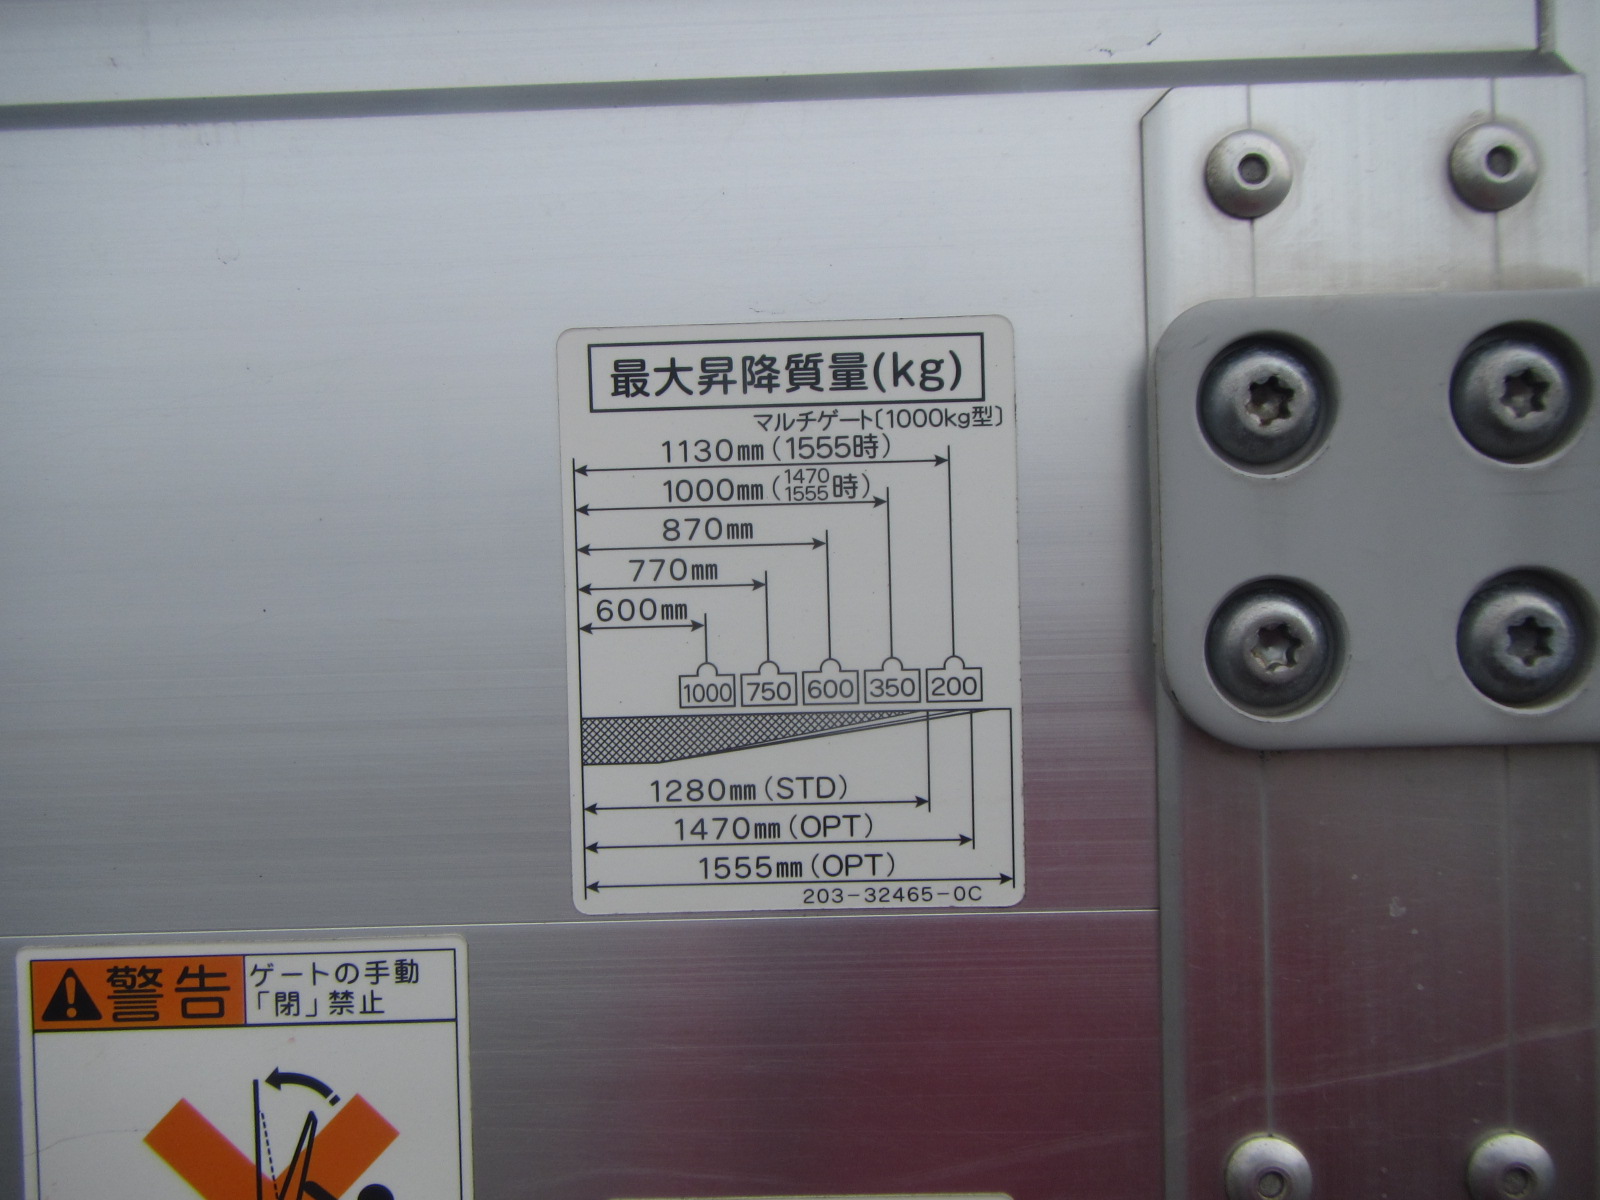 最大昇降質量(kg)
マルチゲート〔1000kg型〕
1130mm(1555時)
1000mm(1470
1555時)
870mm
770mm
600mm
1000 750 600 350 200
1280mm(STD)
1470mm(OPT)
1555mm(OPT)
203-32465-0C
警告
ゲートの手動
「閉」禁止